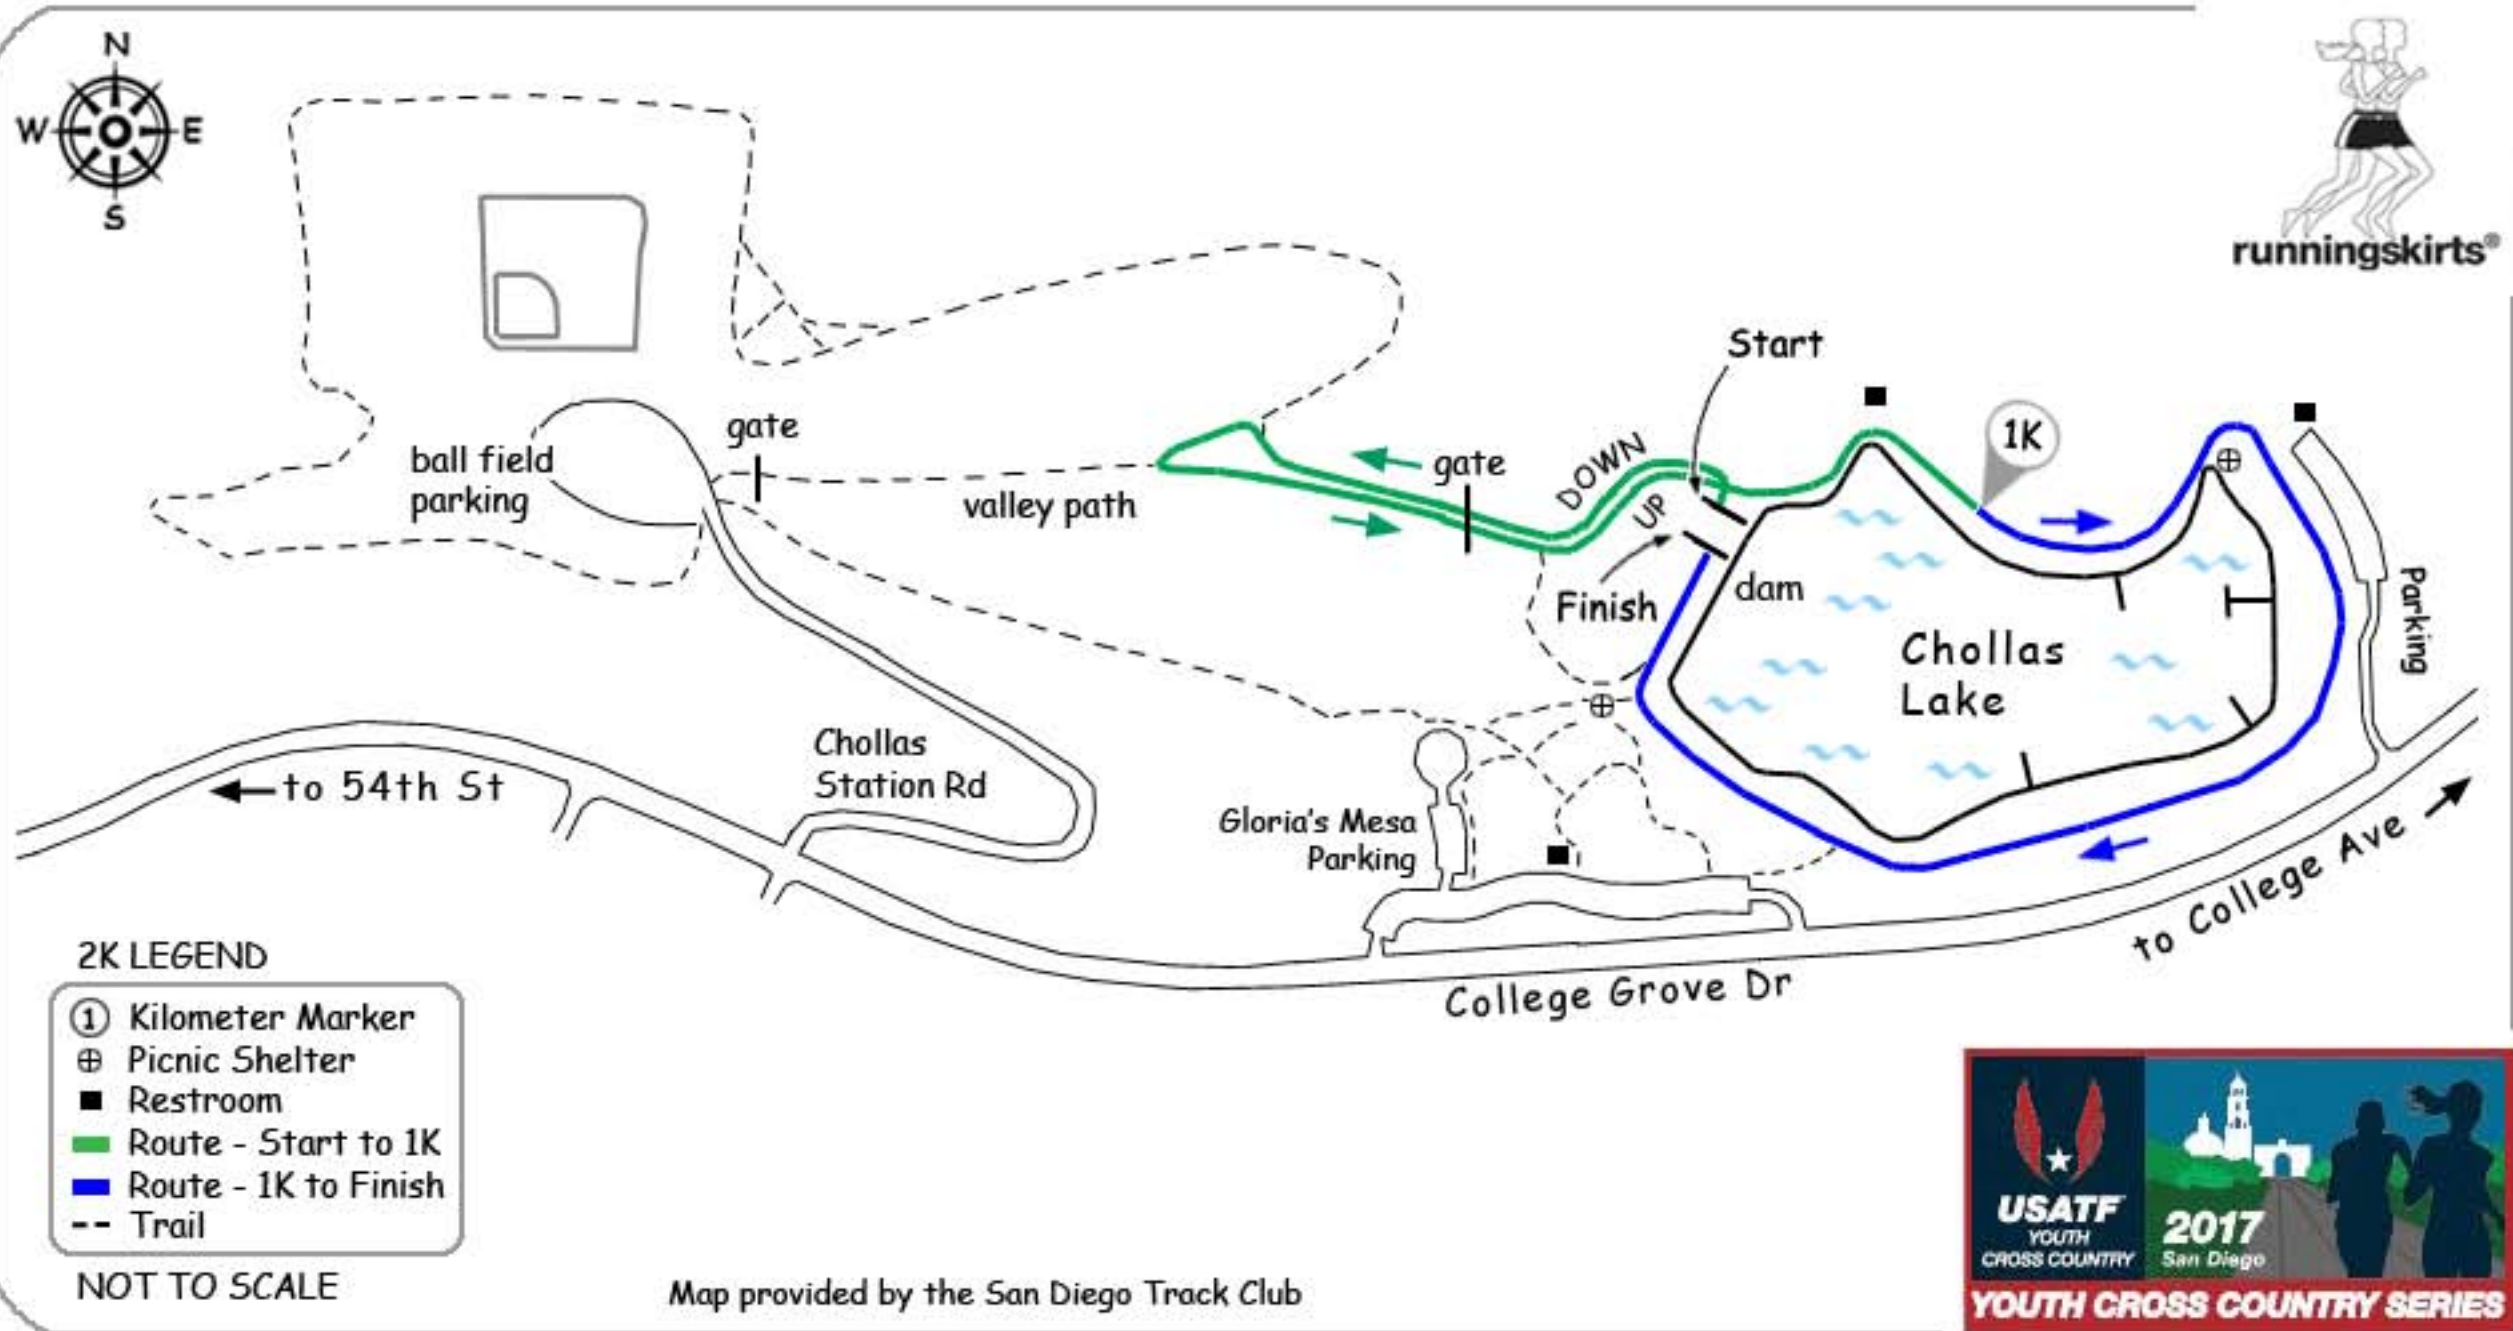 N
W
E
S
runningskirts®
Start
1K
gate
gate
DOWN
UP
ball field
parking
valley path
Finish
dam
Parking
Chollas
Lake
Chollas
Station Rd
to 54th St
Gloria's Mesa
Parking
to College Ave
College Grove Dr
2K LEGEND
1 Kilometer Marker
Picnic Shelter
Restroom
Route - Start to 1K
Route - 1K to Finish
Trail
NOT TO SCALE
Map provided by the San Diego Track Club
USATF
YOUTH
CROSS COUNTRY
2017
San Diego
YOUTH CROSS COUNTRY SERIES